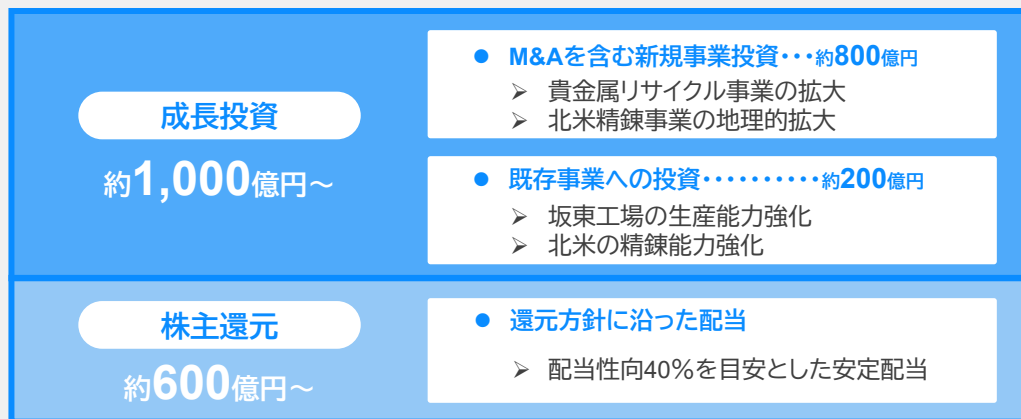 成長投資
約1,000億円～
● M&Aを含む新規事業投資･･･約800億円
➢ 貴金属リサイクル事業の拡大
➢ 北米精錬事業の地理的拡大
● 既存事業への投資･･････････約200億円
➢ 坂東工場の生産能力強化
➢ 北米の精錬能力強化
株主還元
約600億円～
● 還元方針に沿った配当
➢ 配当性向40％を目安とした安定配当